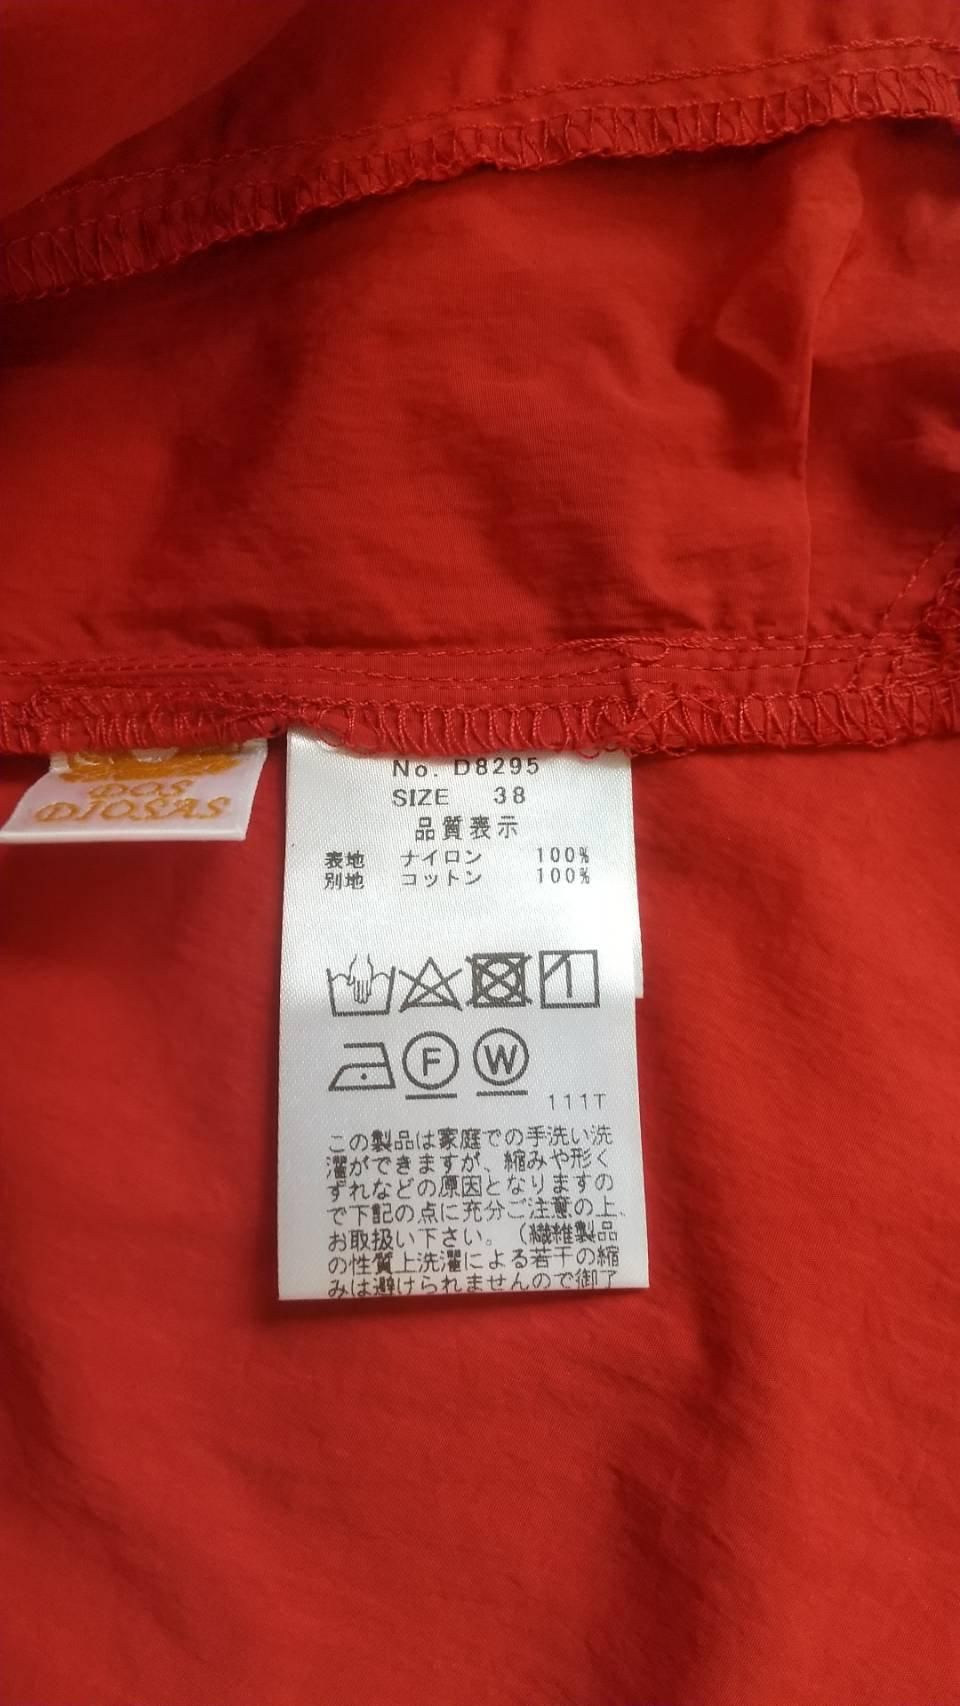 DOS
DIOSAS
No. D8295
SIZE 38
品質表示
表地 ナイロン 100%
別地 コットン 100%
F W
111T
この製品は家庭での手洗い洗
濯ができますが、縮みや形く
ずれなどの原因となりますの
で下記の点に充分ご注意の上、
お取扱い下さい。(繊維製品
の性質上洗濯による若干の縮
みは避けられませんので御了